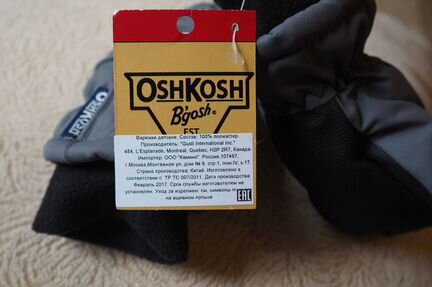 OSHKOSH
B'gosh
EST
Варежки детские. Состав: 100% полиэстер.
Производитель: "Gusti International inc."
484, L'Esplanade, Montreal, Quebec, H2P 2R7, Канада.
Импортер: ООО "Камино", Россия,107497,
г.Москва,Монтажная ул, дом № 9, стр.1, пом.IV, к.17.
Страна производства: Китай. Изготовлено в
соответствии с ТР ТС 007/2011. Дата производства
Февраль 2017. Срок службы изготовителем не
установлен. Уход за изделием: см. символы
на вшивном ярлыке
EAC
OSHKOSH